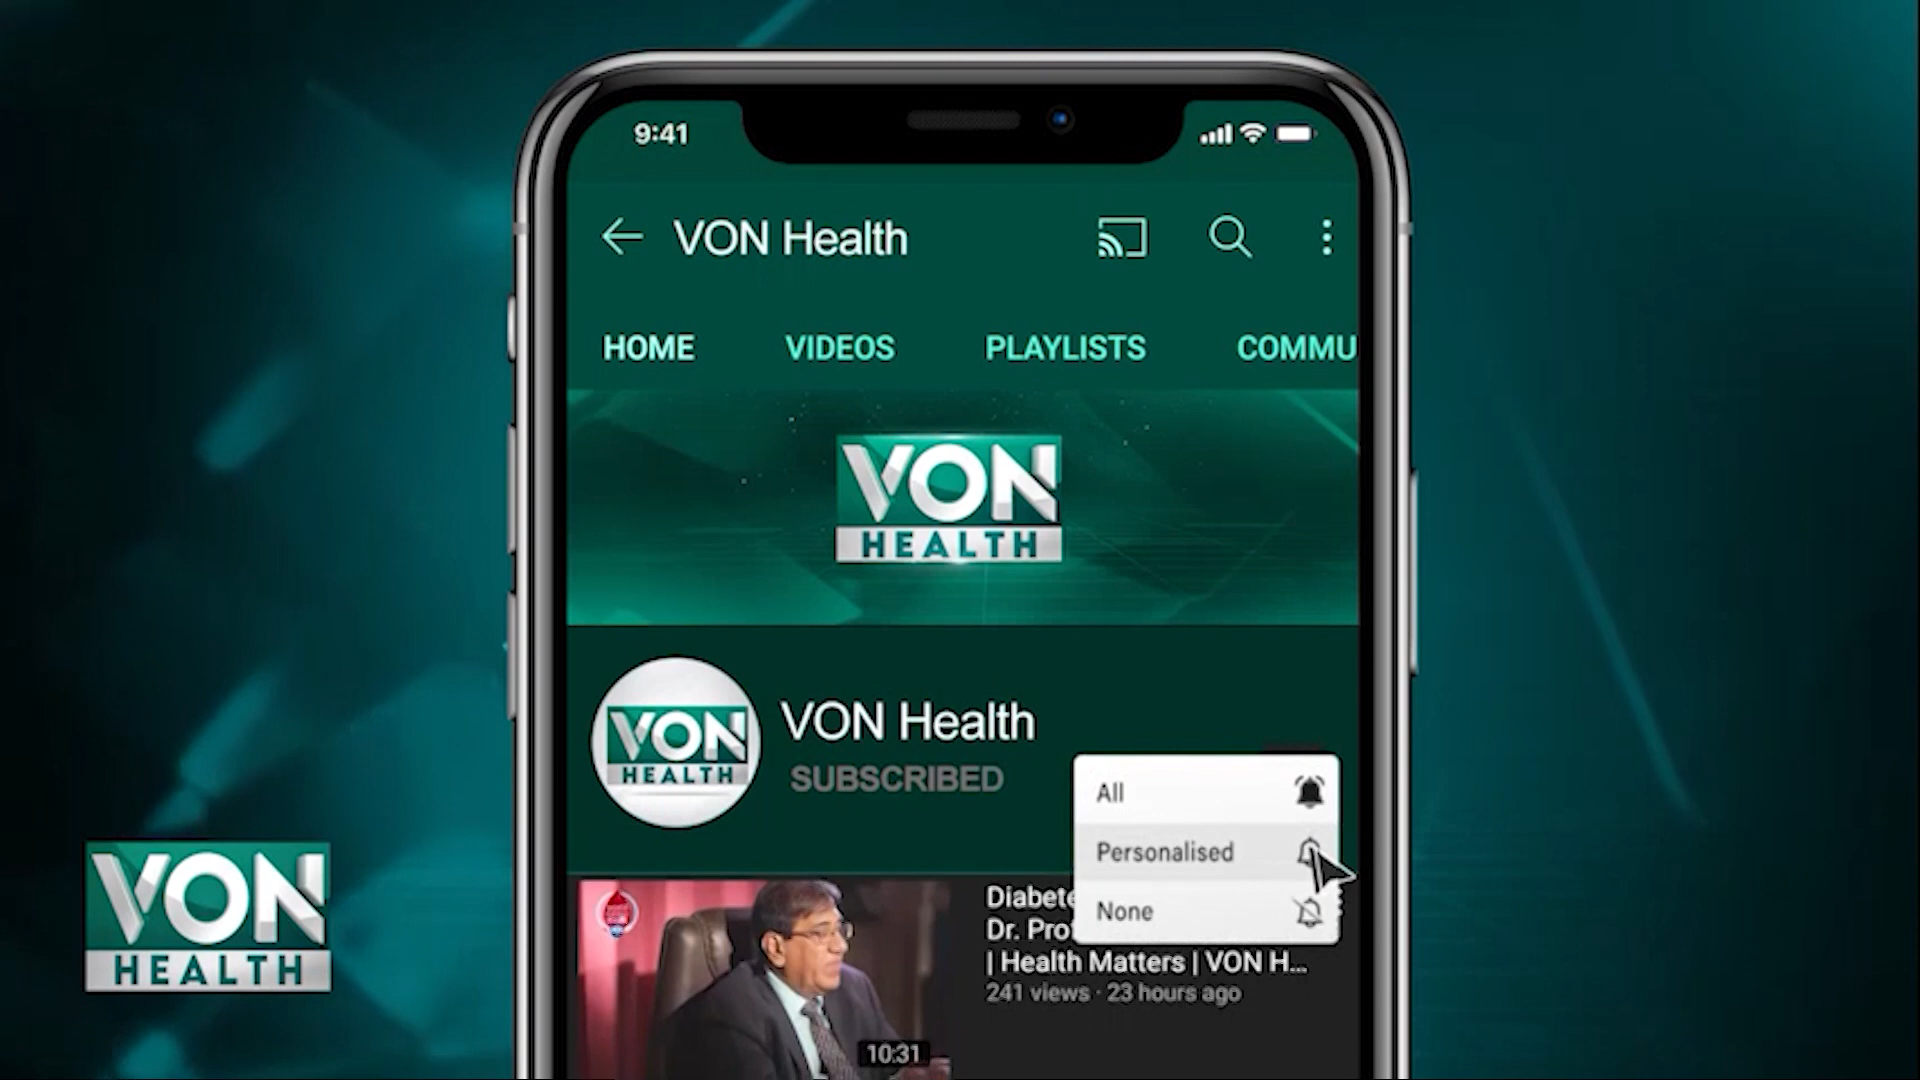 9:41
VON Health
HOME VIDEOS PLAYLISTS COMMU
VON
HEALTH
VON
HEALTH
VON Health
SUBSCRIBED
All
Personalised
None
Diabete
Dr. Pro
| Health Matters | VON H...
241 views · 23 hours ago
10:31
VON
HEALTH